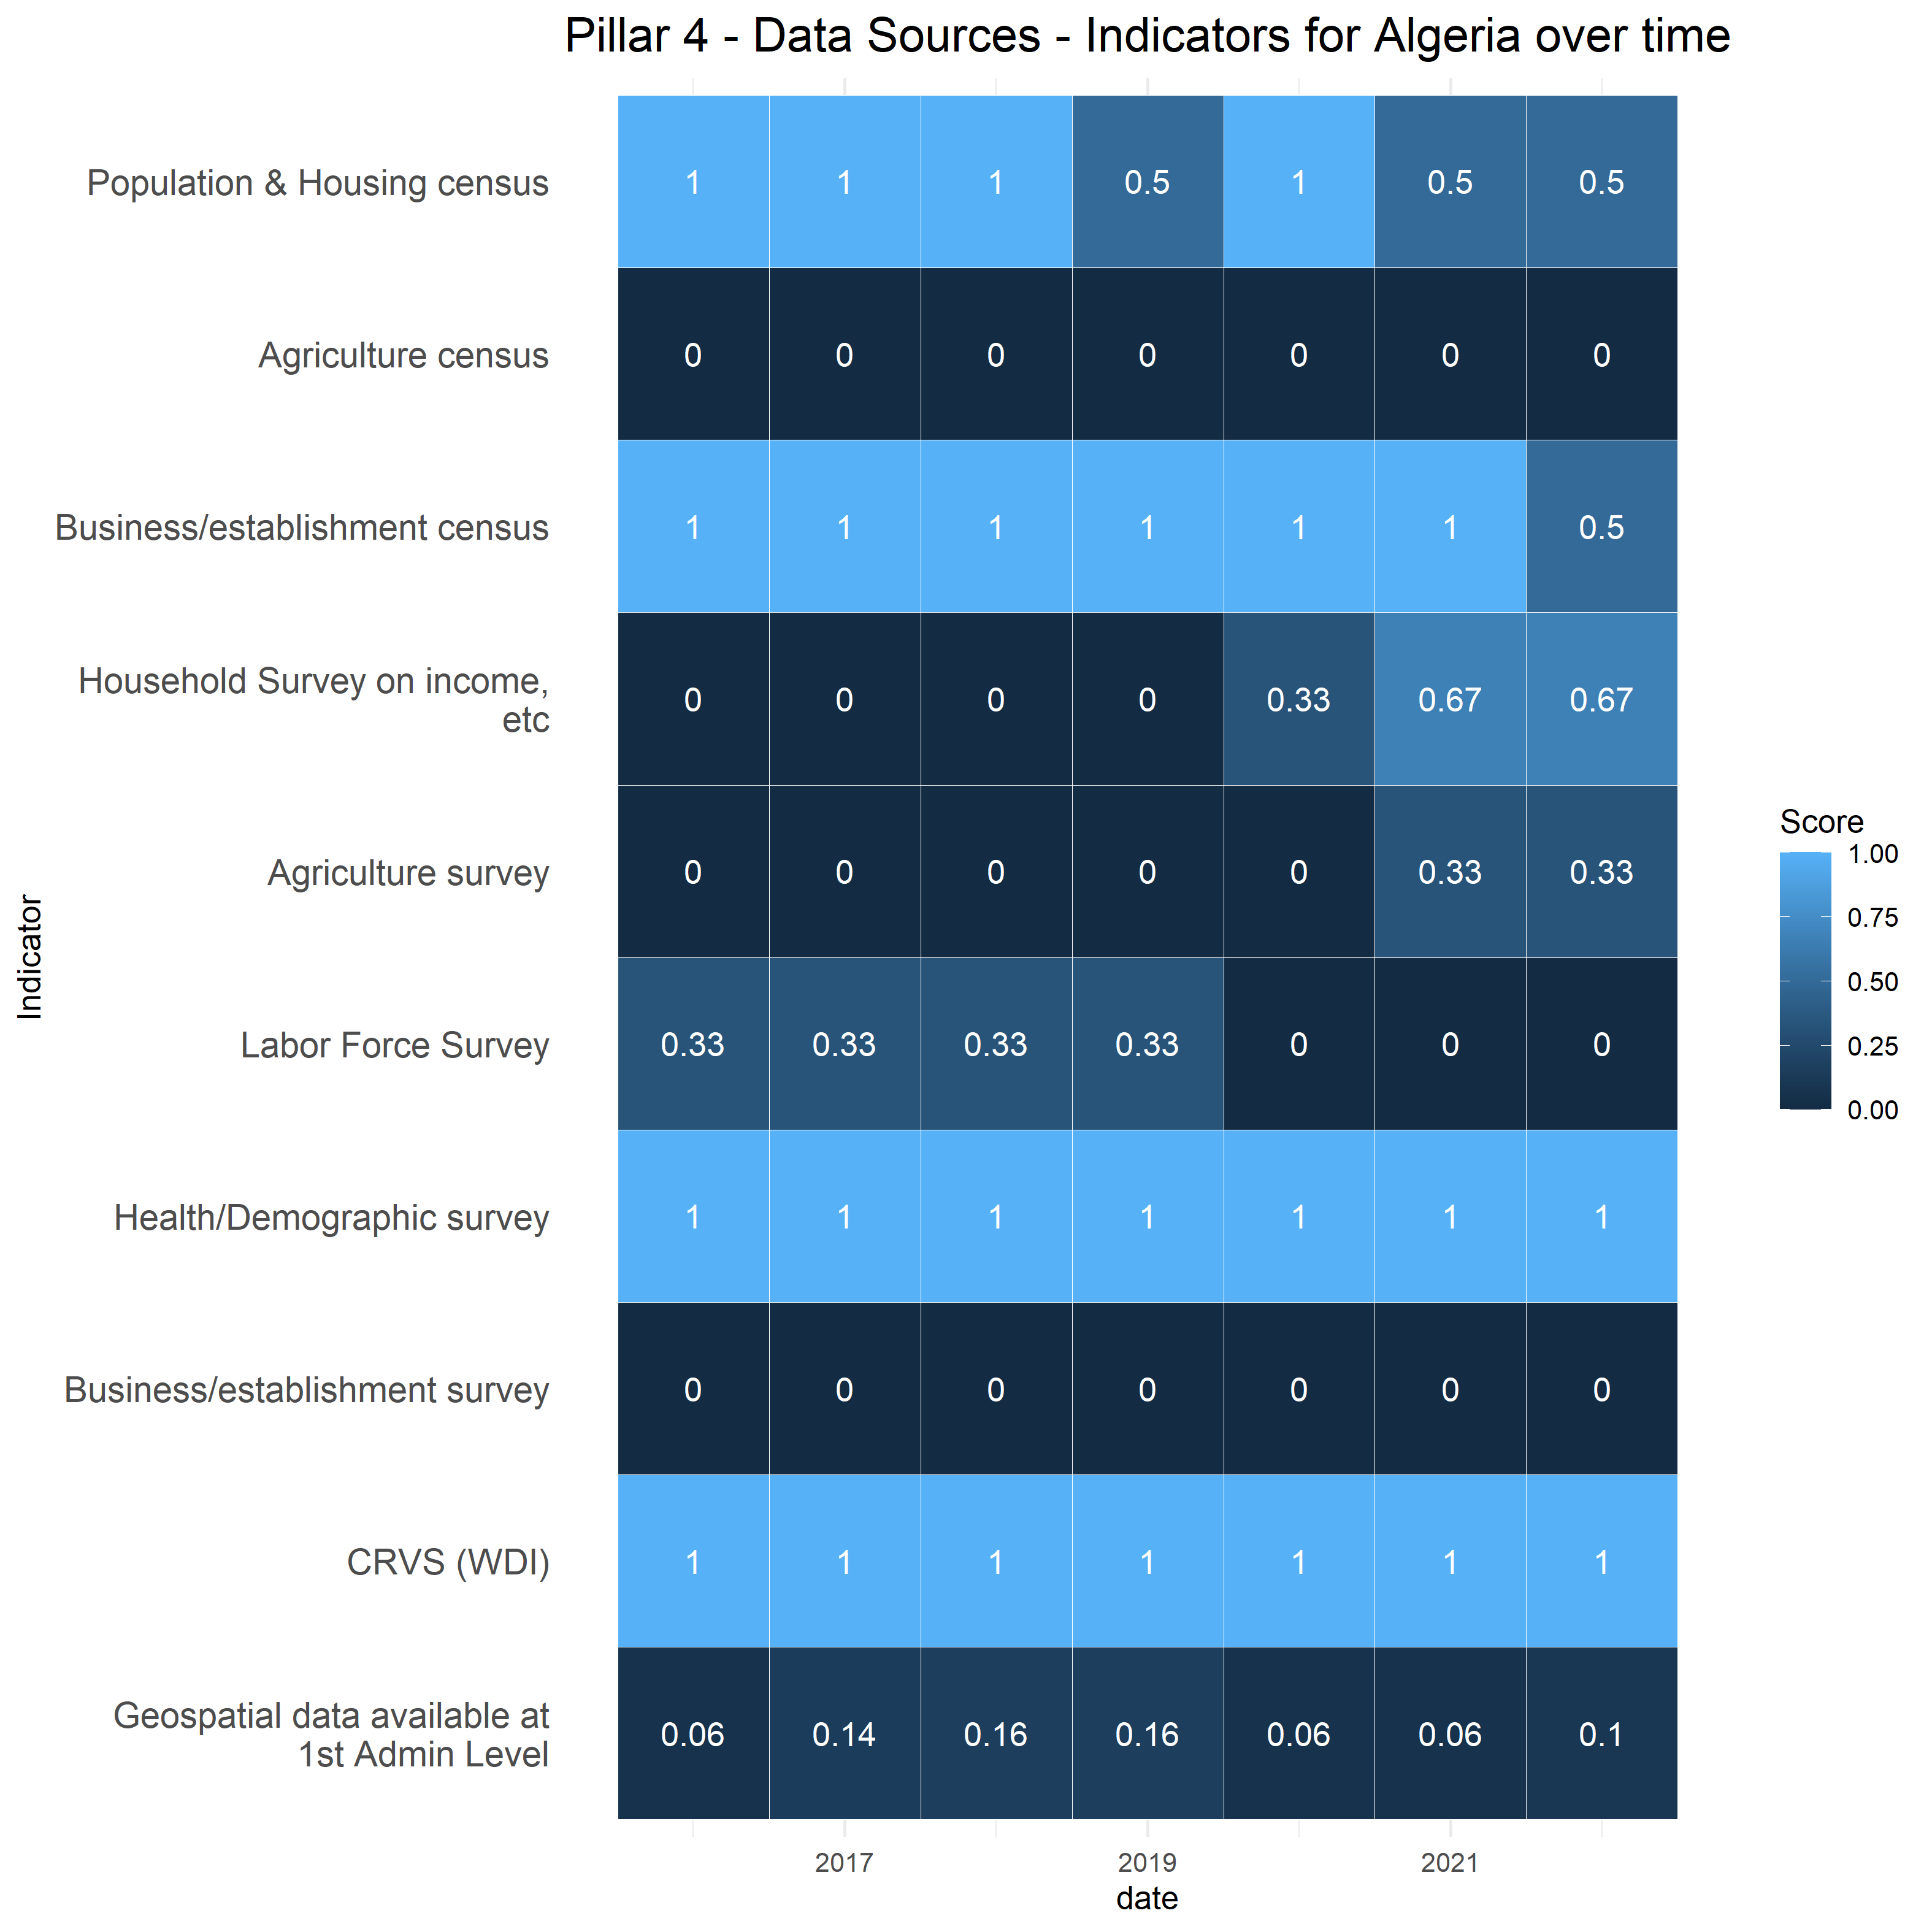 Pillar 4 - Data Sources - Indicators for Algeria over time
Population & Housing census 1 1 1 0.5 1 0.5 0.5
Agriculture census 0 0 0 0 0 0 0
Business/establishment census 1 1 1 1 1 1 0.5
Household Survey on income,
etc
0 0 0 0 0.33 0.67 0.67
Agriculture survey 0 0 0 0 0 0.33 0.33
Labor Force Survey 0.33 0.33 0.33 0.33 0 0 0
Health/Demographic survey 1 1 1 1 1 1 1
Business/establishment survey 0 0 0 0 0 0 0
CRVS (WDI) 1 1 1 1 1 1 1
Geospatial data available at
1st Admin Level
0.06 0.14 0.16 0.16 0.06 0.06 0.1
2017 2019 2021
date
Indicator
Score
1.00
0.75
0.50
0.25
0.00